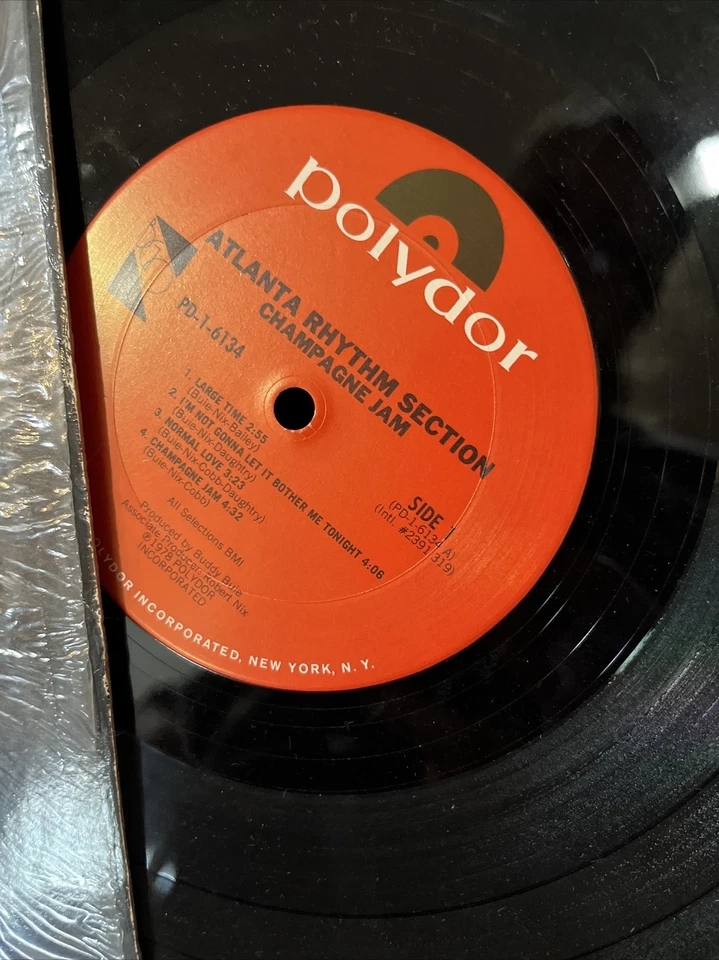 polydor
ATLANTA RHYTHM SECTION
CHAMPAGNE JAM
PD-1-6134
1. LARGE TIME 2:55
(Buie-Nix-Bailey)
2. I'M NOT GONNA LET IT BOTHER ME TONIGHT 4:06
(Buie-Nix-Daughtry)
3. NORMAL LOVE 3:23
(Buie-Nix-Cobb-Daughtry)
4. CHAMPAGNE JAM 4:32
(Buie-Nix-Cobb)
SIDE 1
(PD-1-6134 A)
(Intl. #2391 319)
All Selections BMI
Produced by Buddy Buie
Associate Producer: Robert Nix
℗ 1978 POLYDOR
INCORPORATED
POLYDOR INCORPORATED, NEW YORK, N. Y.